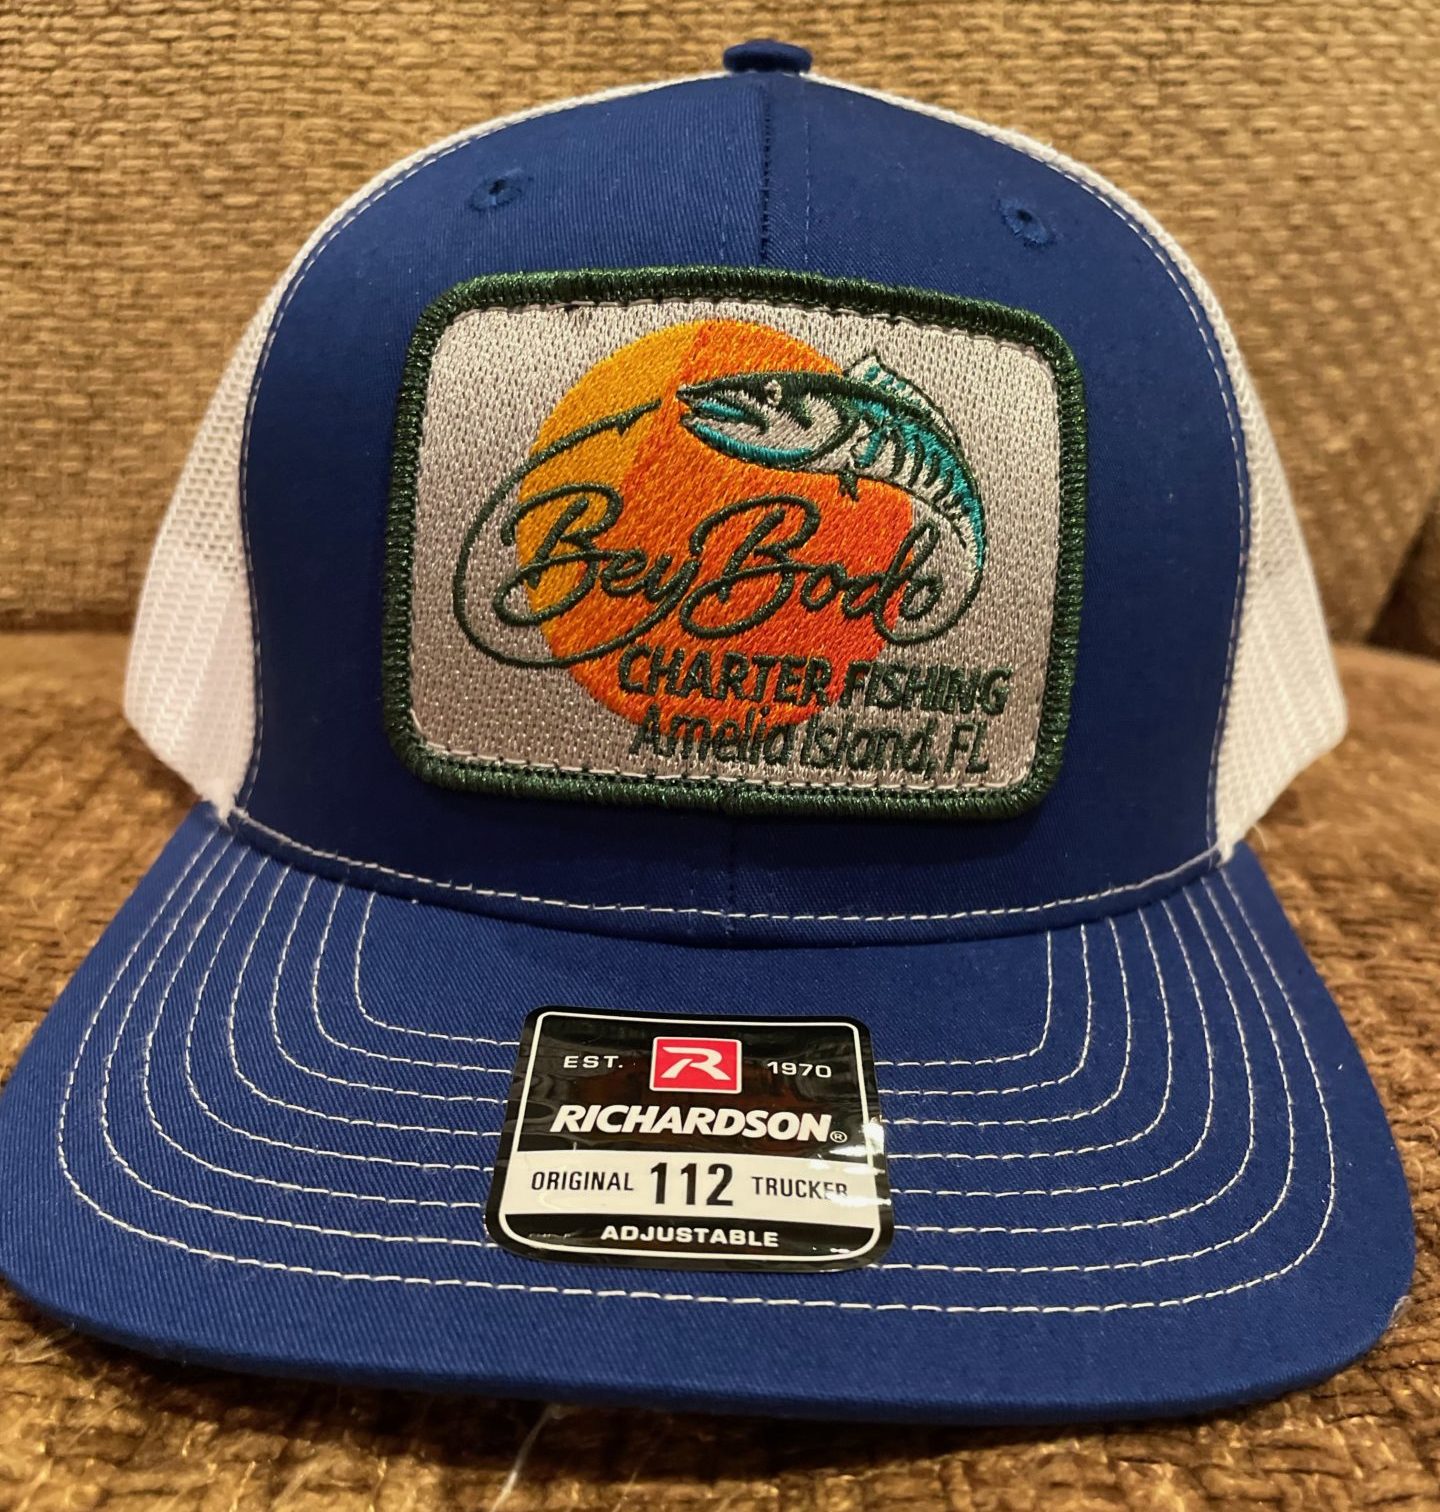 BeyBodo
CHARTER FISHING
Amelia Island, FL
EST. R 1970
RICHARDSON®
ORIGINAL 112 TRUCKER
ADJUSTABLE